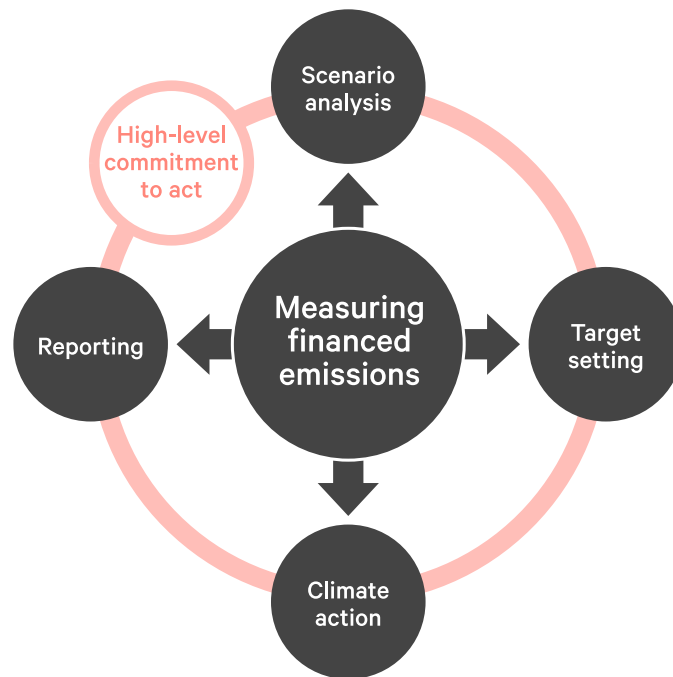 Scenario
analysis
High-level
commitment
to act
Measuring
financed
emissions
Reporting
Target
setting
Climate
action